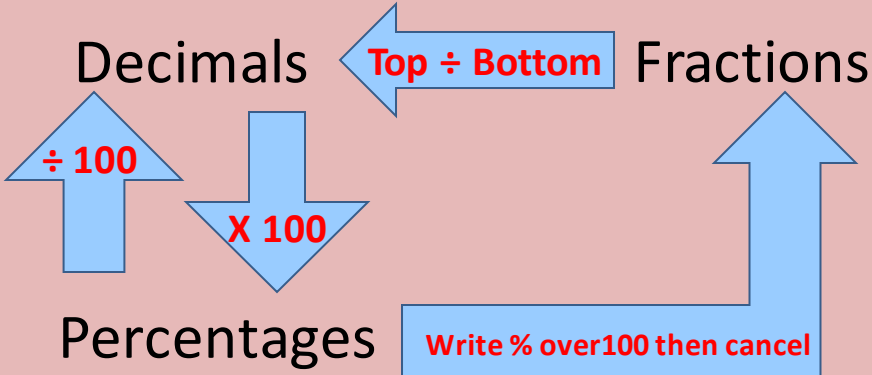 Decimals
Top ÷ Bottom
Fractions
÷ 100
X 100
Percentages
Write % over100 then cancel